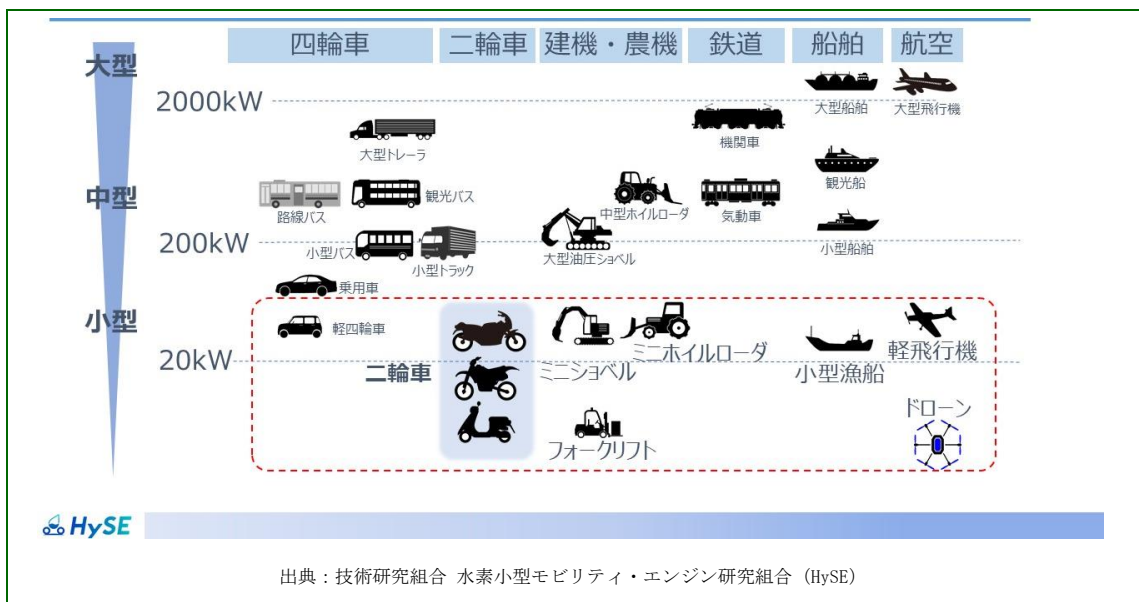 四輪車 二輪車 建機・農機 鉄道 船舶 航空
大型
2000kW
大型船舶 大型飛行機
機関車
大型トレーラ
観光船
中型
観光バス
中型ホイルローダ
気動車
路線バス
200kW
小型バス
大型油圧ショベル
小型船舶
小型トラック
乗用車
小型
軽四輪車
ミニホイルローダ
軽飛行機
20kW
二輪車
ミニショベル
小型漁船
ドローン
フォークリフト
HySE
出典：技術研究組合 水素小型モビリティ・エンジン研究組合 (HySE)